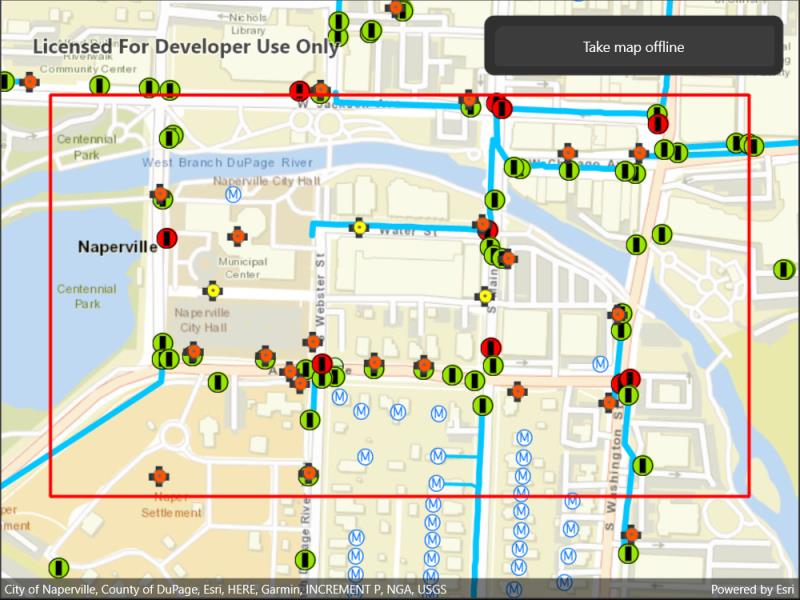 Nichols
Library
Licensed For Developer Use Only
Take map offline
Riverwalk
Community Center
Centennial
Park
West Branch DuPage River
Naperville City Hall
M
Naperville
Water St
Municipal
Center
Centennial
Park
S Webster St
S Main
Naperville
City Hall
M
M
M
M
M
M
M
M
M
M
S Washington St
Naper
Settlement
M
M
M
M
City of Naperville, County of DuPage, Esri, HERE, Garmin, INCREMENT P, NGA, USGS
Powered by Esri